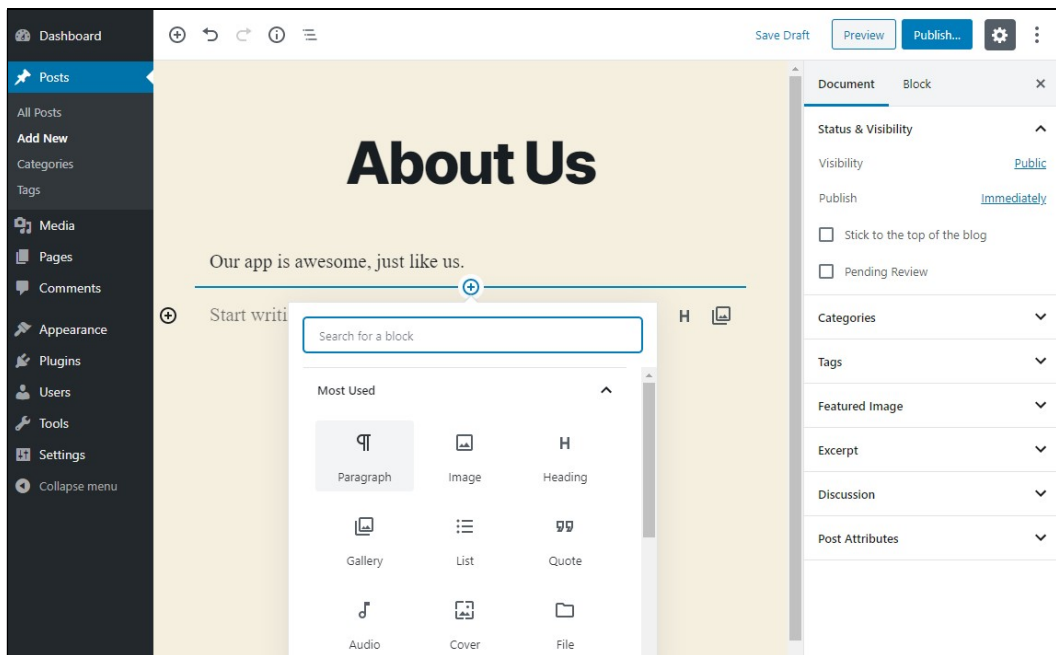 Dashboard
Posts
All Posts
Add New
Categories
Tags
Media
Pages
Comments
Appearance
Plugins
Users
Tools
Settings
Collapse menu
Save Draft
Preview
Publish...
About Us
Our app is awesome, just like us.
Start writi
H
Search for a block
Most Used
Paragraph
Image
H
Heading
Gallery
List
Quote
Audio
Cover
File
Document Block
Status & Visibility
Visibility Public
Publish Immediately
Stick to the top of the blog
Pending Review
Categories
Tags
Featured Image
Excerpt
Discussion
Post Attributes